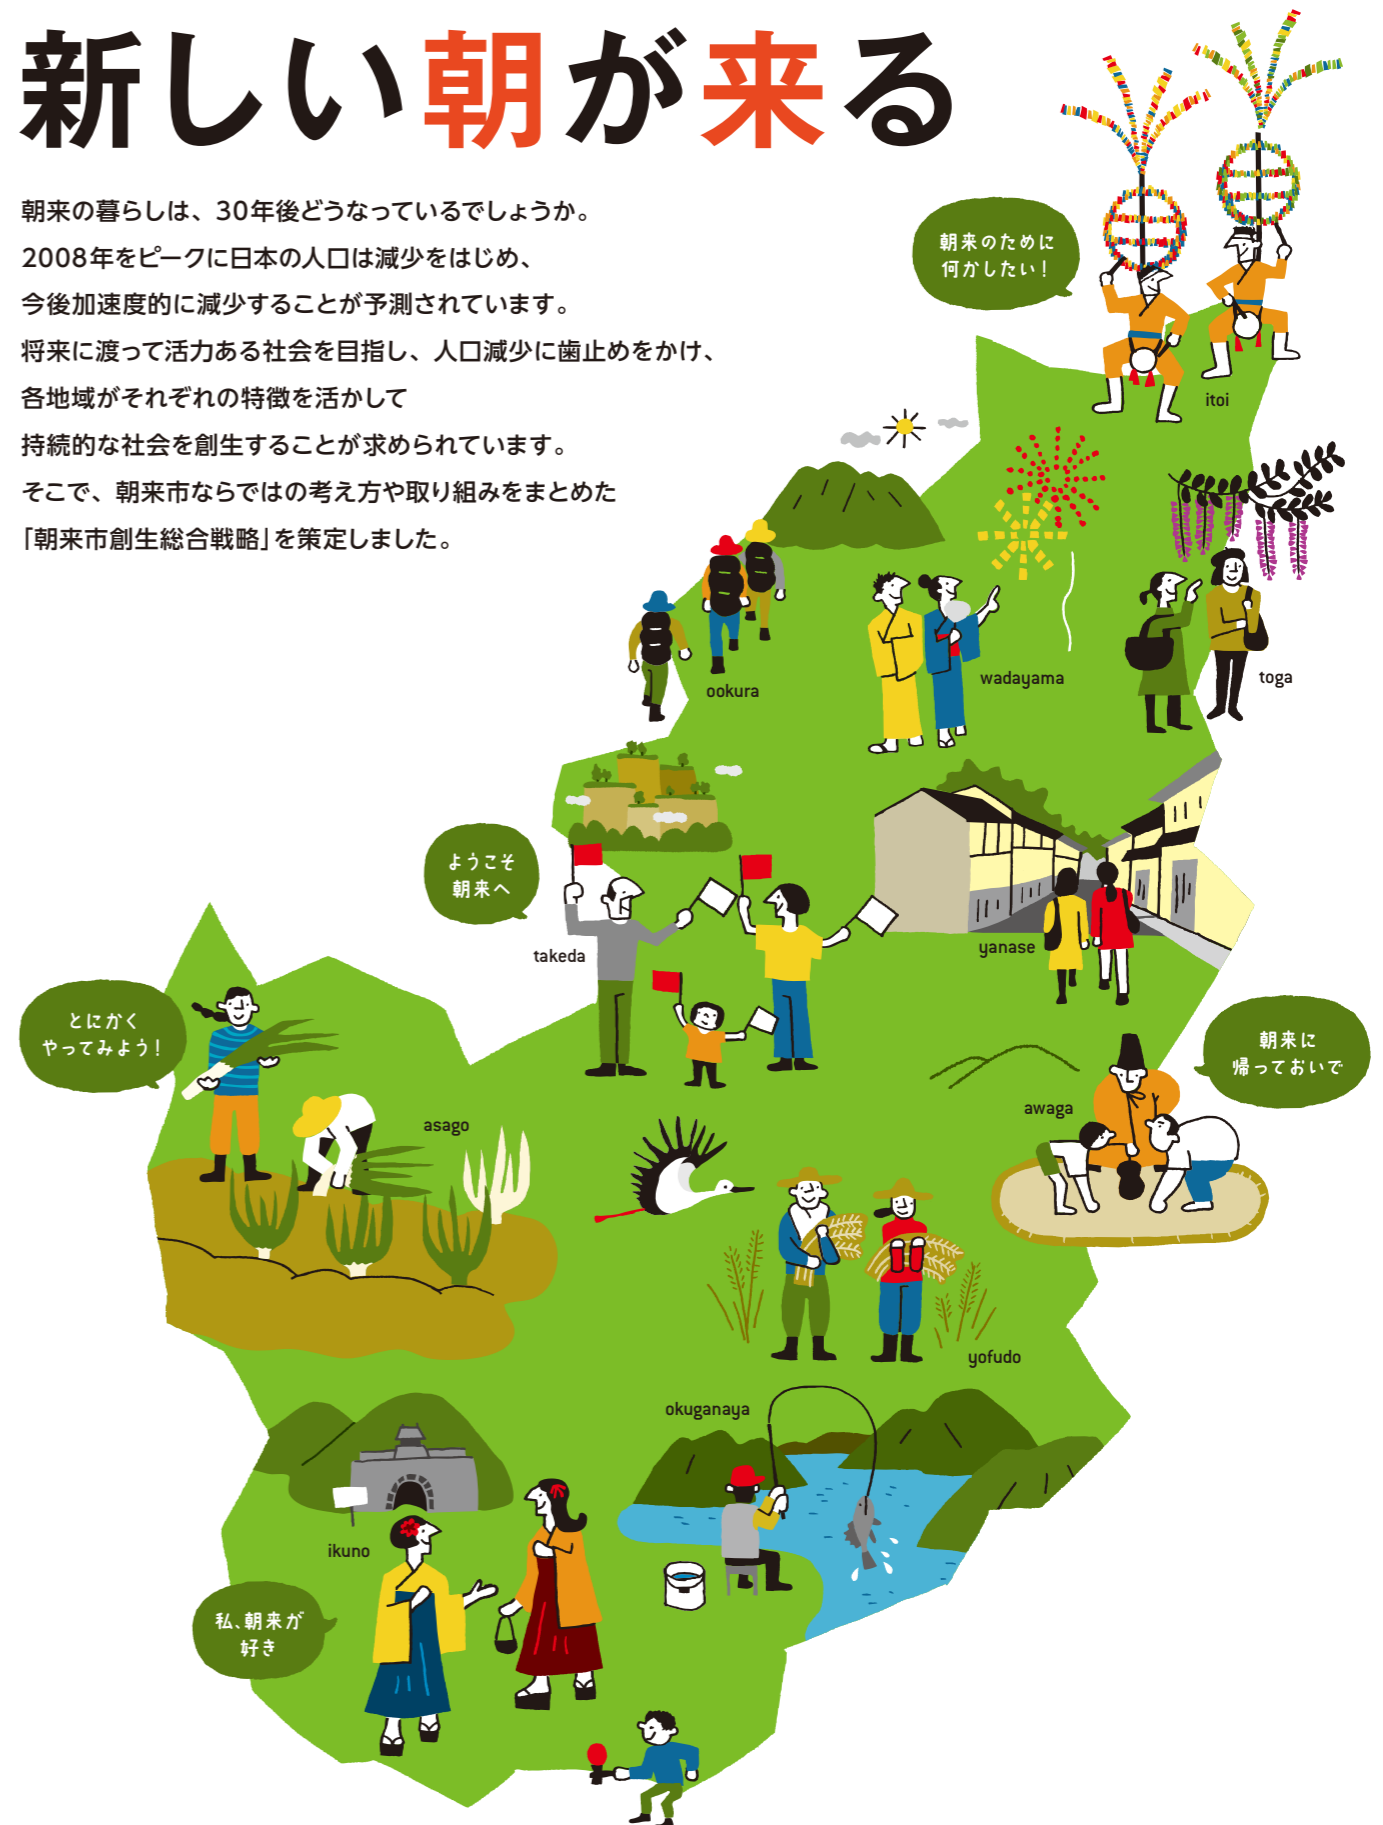 新しい朝が来る
朝来の暮らしは、30年後どうなっているでしょうか。
2008年をピークに日本の人口は減少をはじめ、
今後加速度的に減少することが予測されています。
将来に渡って活力ある社会を目指し、人口減少に歯止めをかけ、
各地域がそれぞれの特徴を活かして
持続的な社会を創生することが求められています。
そこで、朝来市ならではの考え方や取り組みをまとめた
「朝来市創生総合戦略」を策定しました。
朝来のために
何かしたい!
itoi
ookura
wadayama
toga
ようこそ
朝来へ
takeda
yanase
とにかく
やってみよう!
asago
朝来に
帰っておいで
awaga
yofudo
okuganaya
ikuno
私、朝来が
好き